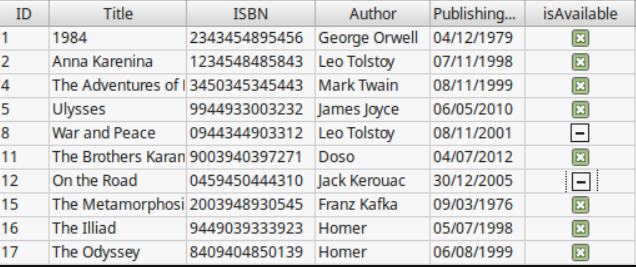 ID Title ISBN Author Publishing... isAvailable
1 1984 2343454895456 George Orwell 04/12/1979
2 Anna Karenina 1234548485843 Leo Tolstoy 07/11/1998
4 The Adventures of 3450345345443 Mark Twain 08/11/1999
5 Ulysses 9944933003232 James Joyce 06/05/2010
8 War and Peace 0944344903312 Leo Tolstoy 08/11/2001
11 The Brothers Karan 9003940397271 Doso 04/07/2012
12 On the Road 0459450444310 Jack Kerouac 30/12/2005
15 The Metamorphosi 2003948930545 Franz Kafka 09/03/1976
16 The Illiad 9449039333923 Homer 05/07/1998
17 The Odyssey 8409404850139 Homer 06/08/1999